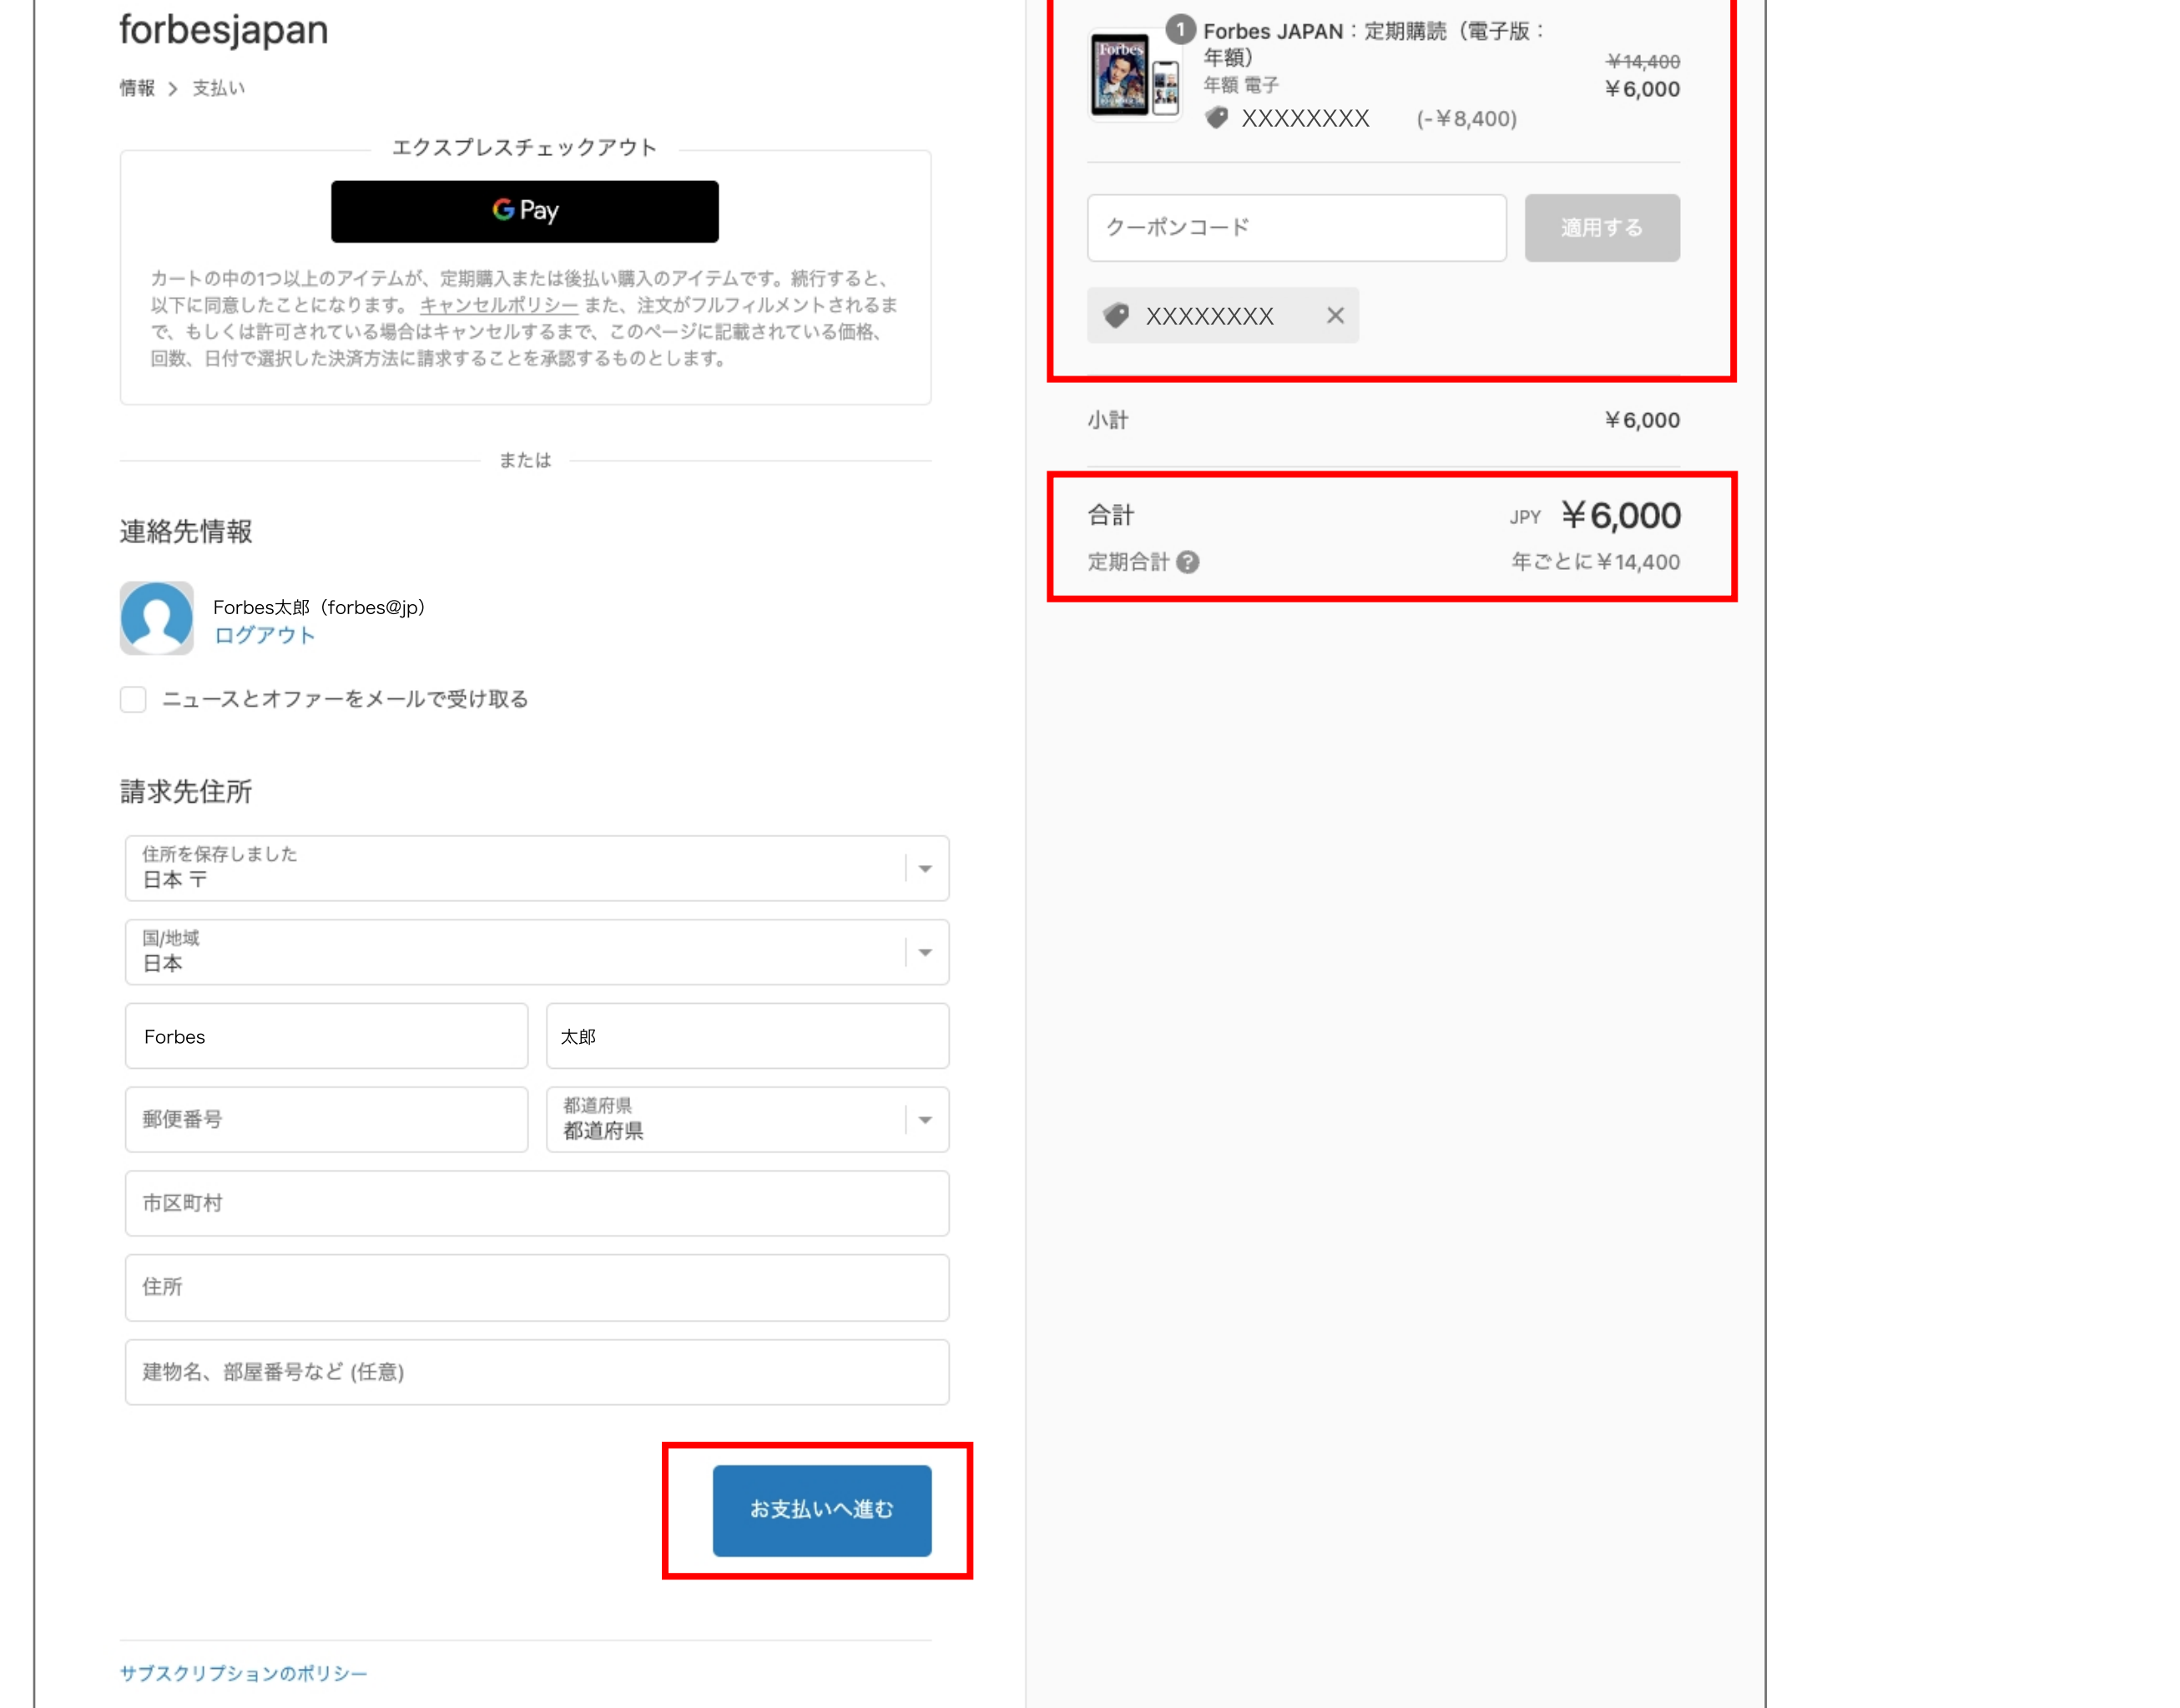 forbesjapan
情報 > 支払い
エクスプレスチェックアウト
G Pay
カートの中の1つ以上のアイテムが、定期購入または後払い購入のアイテムです。続行すると、
以下に同意したことになります。 キャンセルポリシー また、注文がフルフィルメントされるま
で、もしくは許可されている場合はキャンセルするまで、このページに記載されている価格、
回数、日付で選択した決済方法に請求することを承認するものとします。
または
連絡先情報
Forbes太郎（forbes@jp）
ログアウト
ニュースとオファーをメールで受け取る
請求先住所
住所を保存しました
日本 〒
国/地域
日本
Forbes
太郎
郵便番号
都道府県
都道府県
市区町村
住所
建物名、部屋番号など (任意)
お支払いへ進む
サブスクリプションのポリシー
Forbes
1
Forbes JAPAN：定期購読（電子版：
年額）
年額 電子
XXXXXXXX (-￥8,400)
￥14,400
￥6,000
クーポンコード
適用する
XXXXXXXX ×
小計 ￥6,000
合計 JPY ￥6,000
定期合計 ? 年ごとに￥14,400